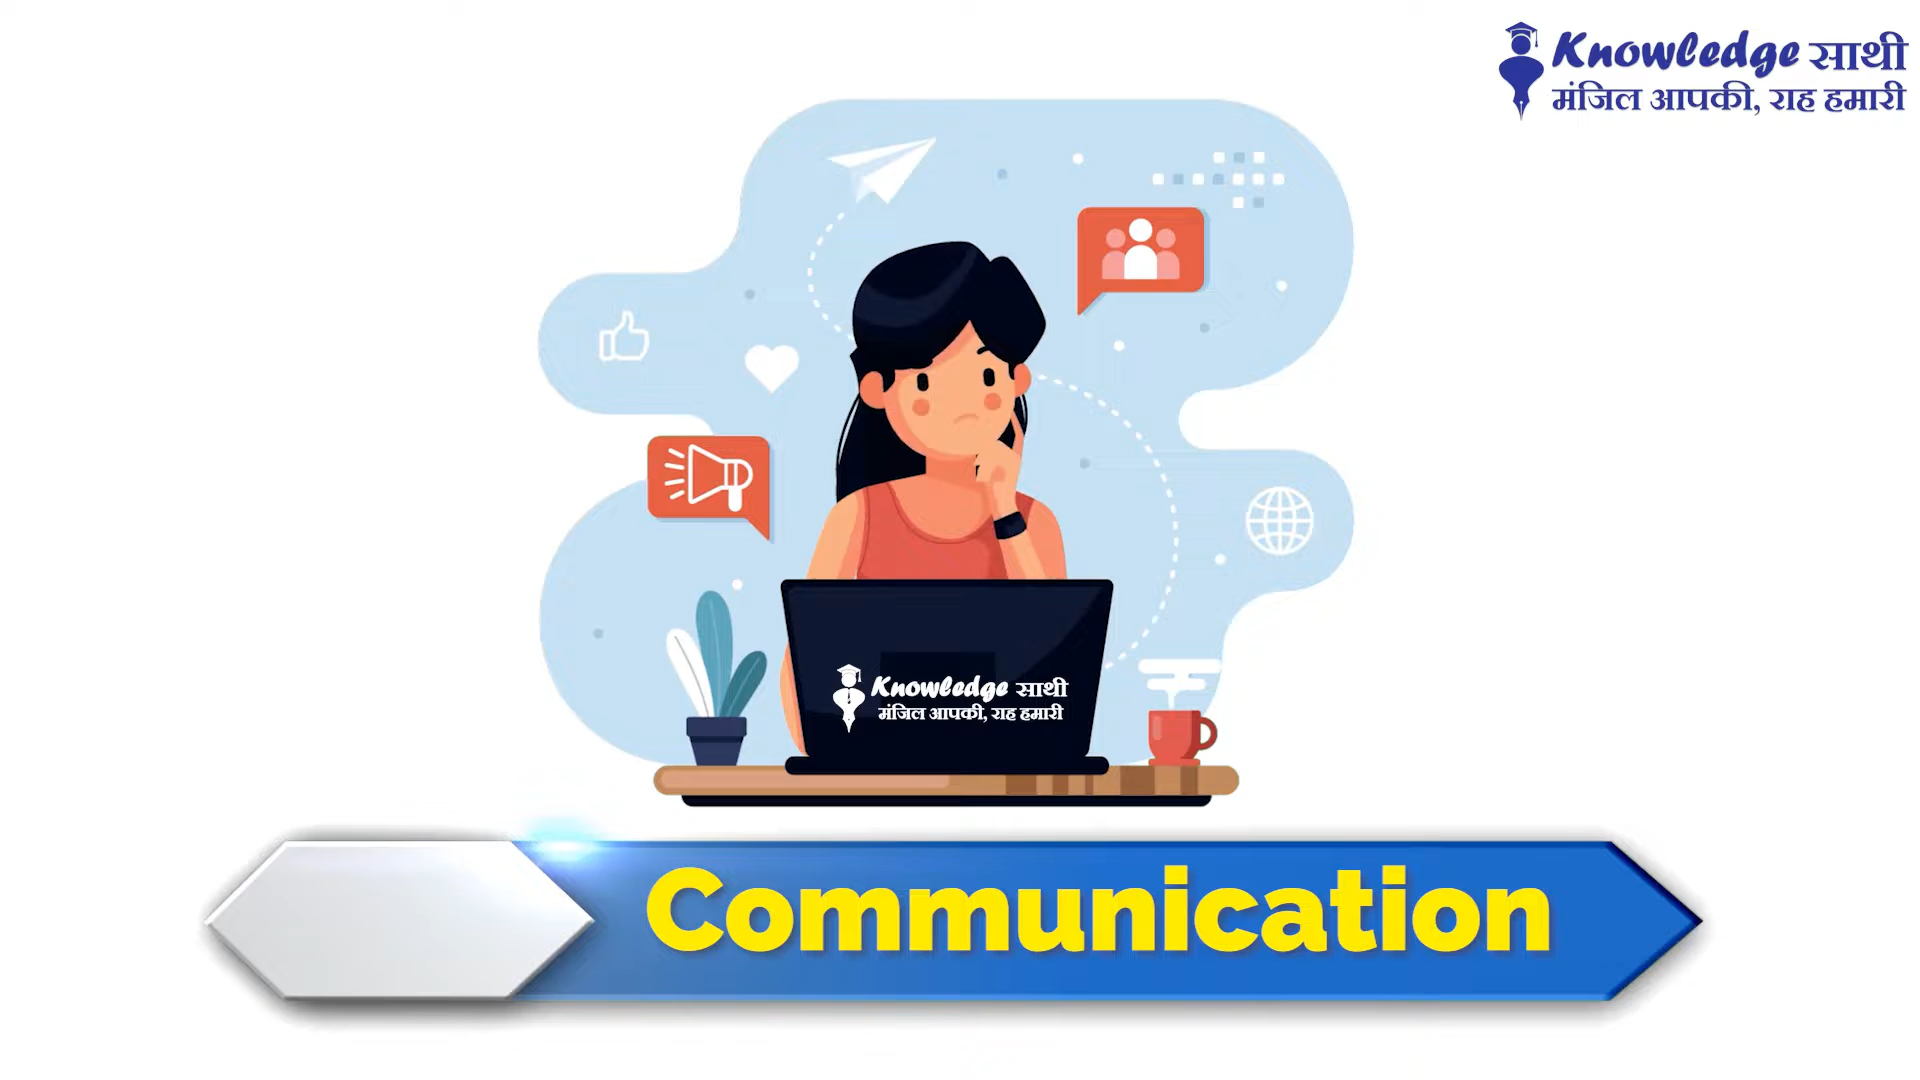 Knowledge साथी
मंजिल आपकी, राह हमारी
Knowledge साथी
मंजिल आपकी, राह हमारी
Communication